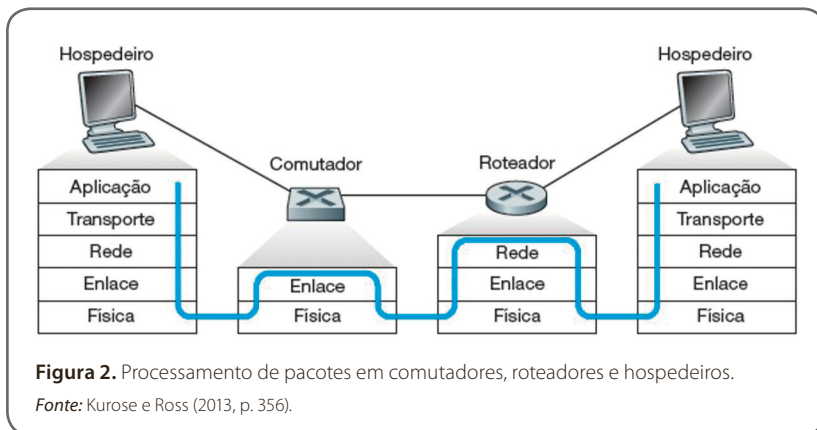 Hospedeiro
Hospedeiro
Comutador
Roteador
Aplicação
Transporte
Rede
Enlace
Física
Enlace
Física
Rede
Enlace
Física
Aplicação
Transporte
Rede
Enlace
Física
Figura 2. Processamento de pacotes em comutadores, roteadores e hospedeiros.
Fonte: Kurose e Ross (2013, p. 356).